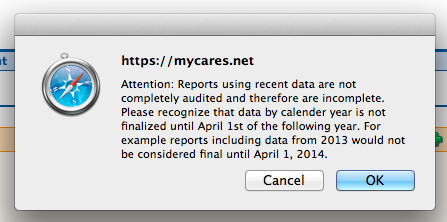 nt
https://mycares.net
Attention: Reports using recent data are not
completely audited and therefore are incomplete.
Please recognize that data by calender year is not
finalized until April 1st of the following year. For
example reports including data from 2013 would not
be considered final until April 1, 2014.
Cancel
OK